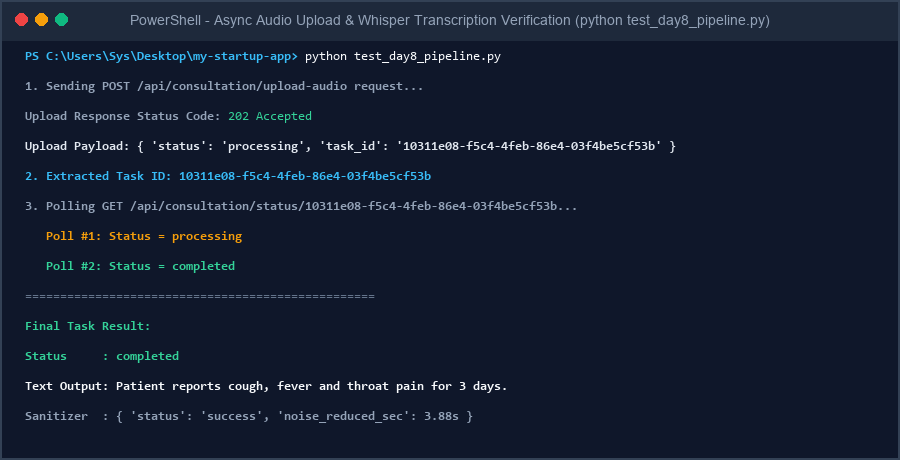 PowerShell - Async Audio Upload & Whisper Transcription Verification (python test_day8_pipeline.py)
PS C:\Users\Sys\Desktop\my-startup-app> python test_day8_pipeline.py
1. Sending POST /api/consultation/upload-audio request...
Upload Response Status Code: 202 Accepted
Upload Payload: { 'status': 'processing', 'task_id': '10311e08-f5c4-4feb-86e4-03f4be5cf53b' }
2. Extracted Task ID: 10311e08-f5c4-4feb-86e4-03f4be5cf53b
3. Polling GET /api/consultation/status/10311e08-f5c4-4feb-86e4-03f4be5cf53b...
Poll #1: Status = processing
Poll #2: Status = completed
==================================================
Final Task Result:
Status     : completed
Text Output: Patient reports cough, fever and throat pain for 3 days.
Sanitizer  : { 'status': 'success', 'noise_reduced_sec': 3.88s }